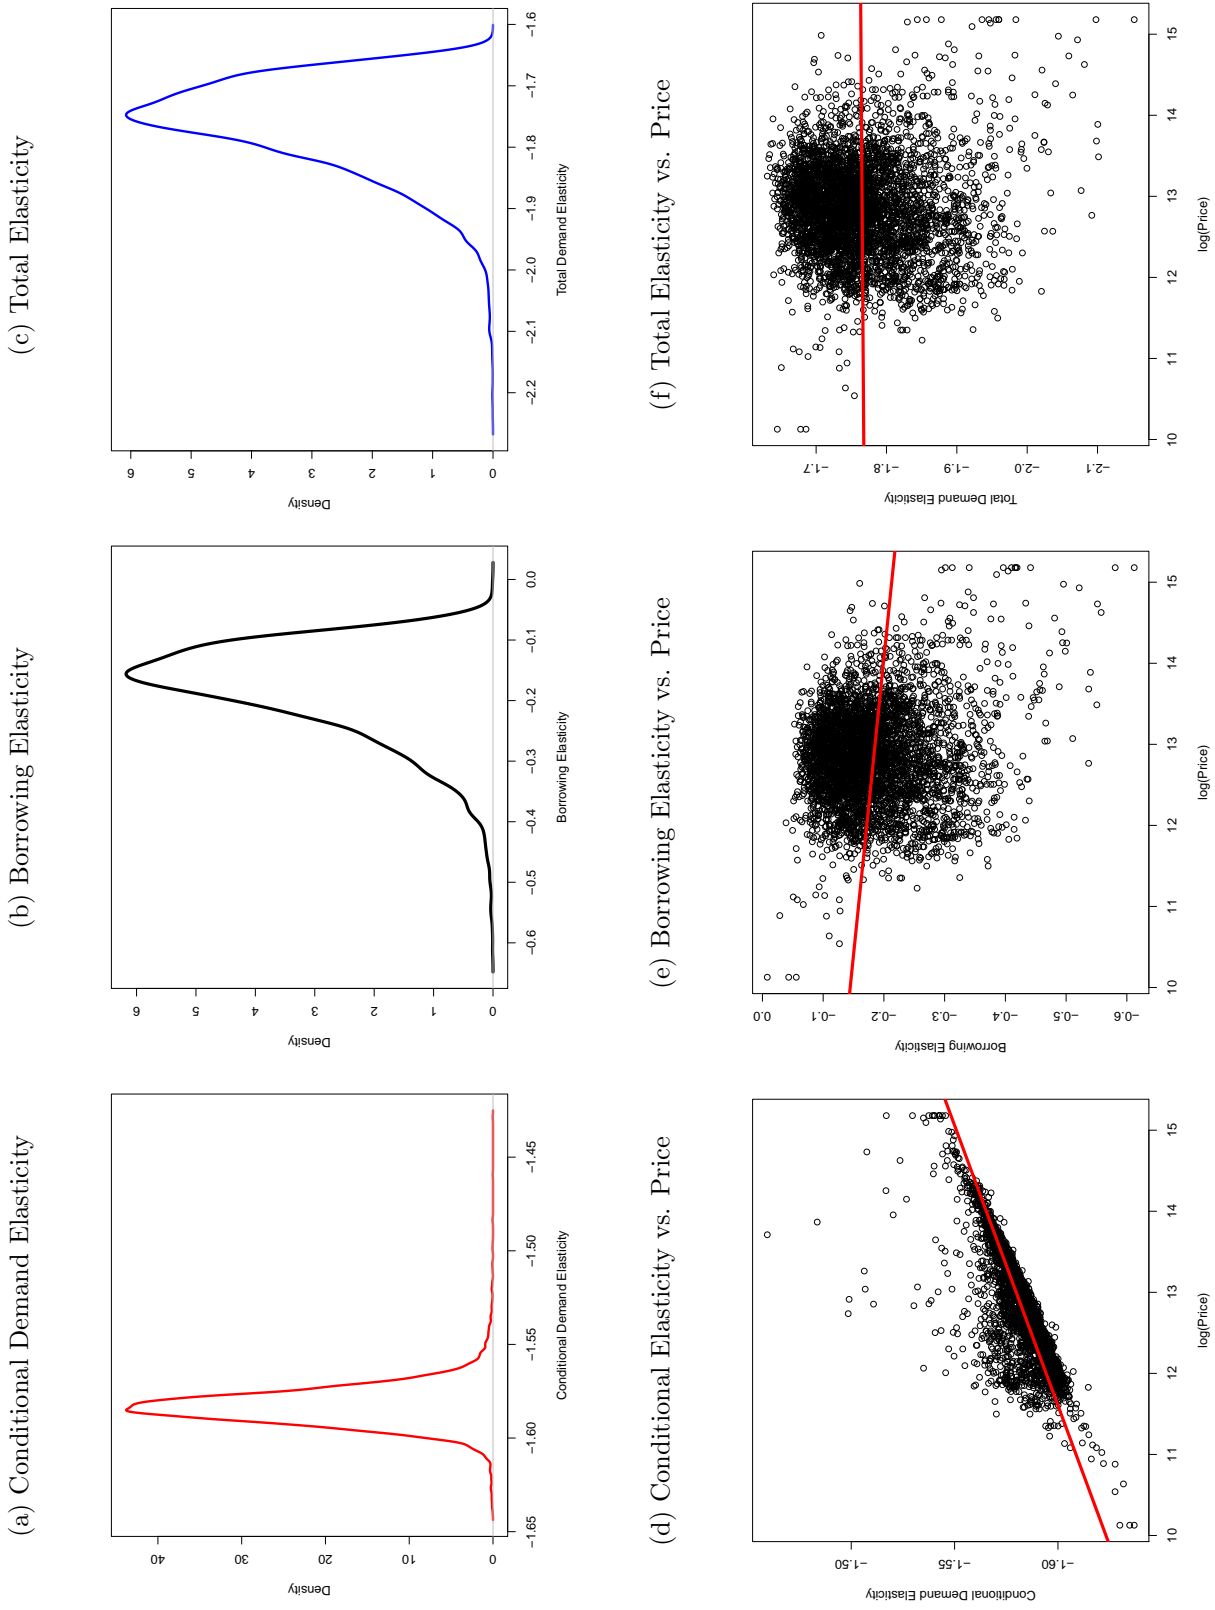 (a) Conditional Demand Elasticity
Density
0 10 20 30 40
−1.65 −1.60 −1.55 −1.50 −1.45
Conditional Demand Elasticity
(b) Borrowing Elasticity
Density
0 1 2 3 4 5 6
−0.6 −0.5 −0.4 −0.3 −0.2 −0.1 0.0
Borrowing Elasticity
(c) Total Elasticity
Density
0 1 2 3 4 5 6
−2.2 −2.1 −2.0 −1.9 −1.8 −1.7 −1.6
Total Demand Elasticity
(d) Conditional Elasticity vs. Price
Conditional Demand Elasticity
−1.60 −1.55 −1.50
10 11 12 13 14 15
log(Price)
(e) Borrowing Elasticity vs. Price
Borrowing Elasticity
−0.6 −0.5 −0.4 −0.3 −0.2 −0.1 0.0
10 11 12 13 14 15
log(Price)
(f) Total Elasticity vs. Price
Total Demand Elasticity
−2.1 −2.0 −1.9 −1.8 −1.7
10 11 12 13 14 15
log(Price)